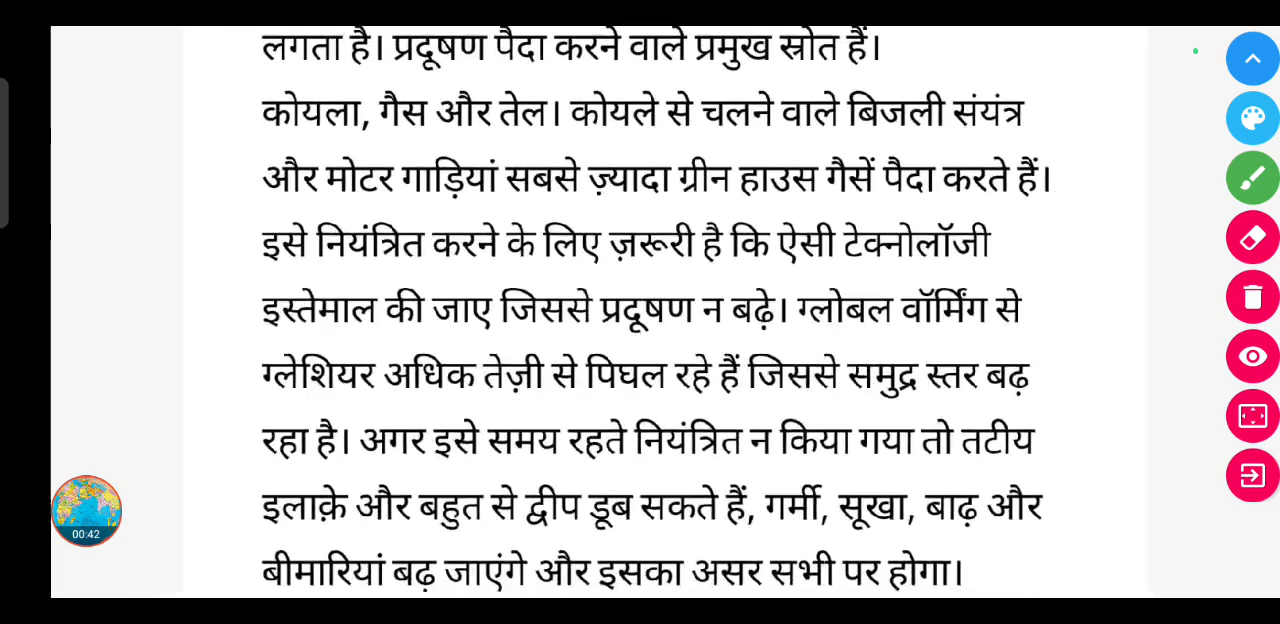 लगता है। प्रदूषण पैदा करने वाले प्रमुख स्रोत हैं।
कोयला, गैस और तेल। कोयले से चलने वाले बिजली संयंत्र
और मोटर गाड़ियां सबसे ज़्यादा ग्रीन हाउस गैसें पैदा करते हैं।
इसे नियंत्रित करने के लिए ज़रूरी है कि ऐसी टेक्नोलॉजी
इस्तेमाल की जाए जिससे प्रदूषण न बढ़े। ग्लोबल वॉर्मिंग से
ग्लेशियर अधिक तेज़ी से पिघल रहे हैं जिससे समुद्र स्तर बढ़
रहा है। अगर इसे समय रहते नियंत्रित न किया गया तो तटीय
इलाक़े और बहुत से द्वीप डूब सकते हैं, गर्मी, सूखा, बाढ़ और
बीमारियां बढ़ जाएंगे और इसका असर सभी पर होगा।
00:42